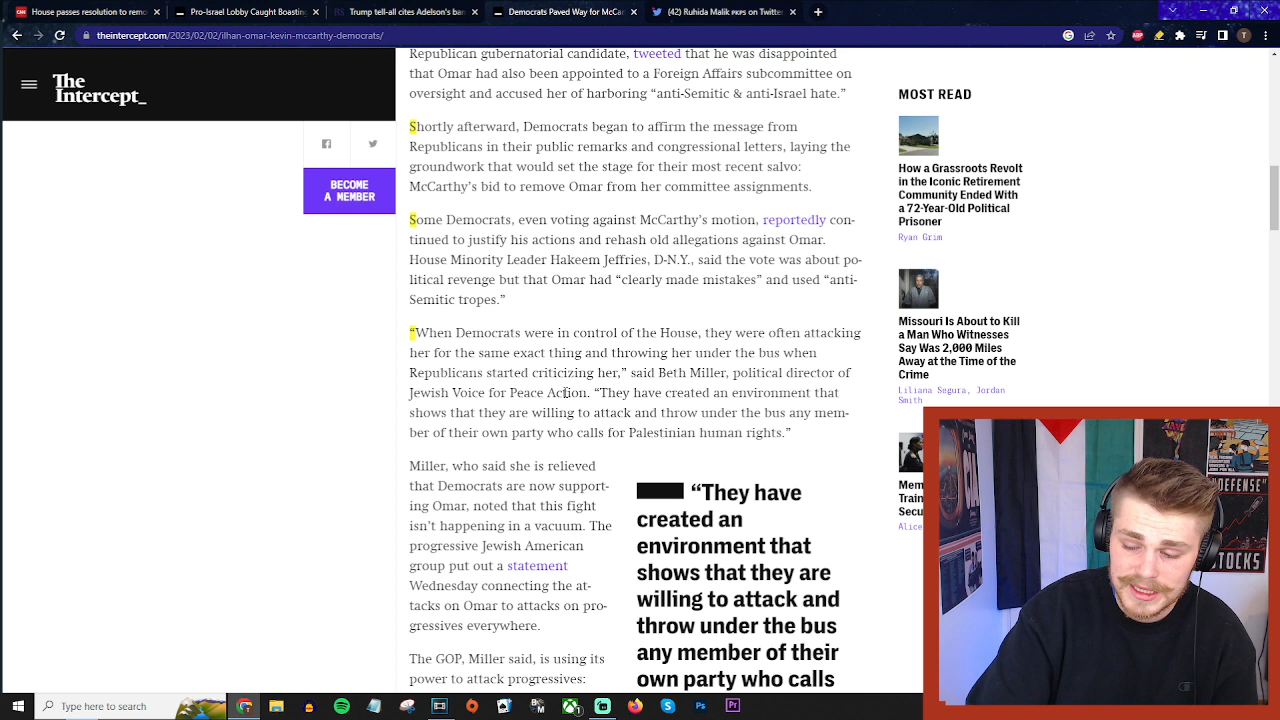 House passes resolution to remo
Pro-Israel Lobby Caught Boasting
Trump tell-all cites Adelson's ban
Democrats Paved Way for McCa
(42) Ruhida Malik рокs on Twitter
theintercept.com/2023/02/02/ilhan-omar-kevin-mccarthy-democrats/
ABP
T
The
Intercept_
BECOME
A MEMBER
Republican gubernatorial candidate, tweeted that he was disappointed
that Omar had also been appointed to a Foreign Affairs subcommittee on
oversight and accused her of harboring “anti-Semitic & anti-Israel hate.”
Shortly afterward, Democrats began to affirm the message from
Republicans in their public remarks and congressional letters, laying the
groundwork that would set the stage for their most recent salvo:
McCarthy’s bid to remove Omar from her committee assignments.
Some Democrats, even voting against McCarthy’s motion, reportedly con-
tinued to justify his actions and rehash old allegations against Omar.
House Minority Leader Hakeem Jeffries, D-N.Y., said the vote was about po-
litical revenge but that Omar had “clearly made mistakes” and used “anti-
Semitic tropes.”
“When Democrats were in control of the House, they were often attacking
her for the same exact thing and throwing her under the bus when
Republicans started criticizing her,” said Beth Miller, political director of
Jewish Voice for Peace Action. “They have created an environment that
shows that they are willing to attack and throw under the bus any mem-
ber of their own party who calls for Palestinian human rights.”
Miller, who said she is relieved
that Democrats are now support-
ing Omar, noted that this fight
isn’t happening in a vacuum. The
progressive Jewish American
group put out a statement
Wednesday connecting the at-
tacks on Omar to attacks on pro-
gressives everywhere.
The GOP, Miller said, is using its
power to attack progressives:
“They have
created an
environment that
shows that they are
willing to attack and
throw under the bus
any member of their
own party who calls
MOST READ
How a Grassroots Revolt
in the Iconic Retirement
Community Ended With
a 72-Year-Old Political
Prisoner
Ryan Grim
Missouri Is About to Kill
a Man Who Witnesses
Say Was 2,000 Miles
Away at the Time of the
Crime
Liliana Segura, Jordan
Smith
Mem
Train
Secu
Alice
"DEFENSE"
STOCKS
Type here to search
Ps
Pr